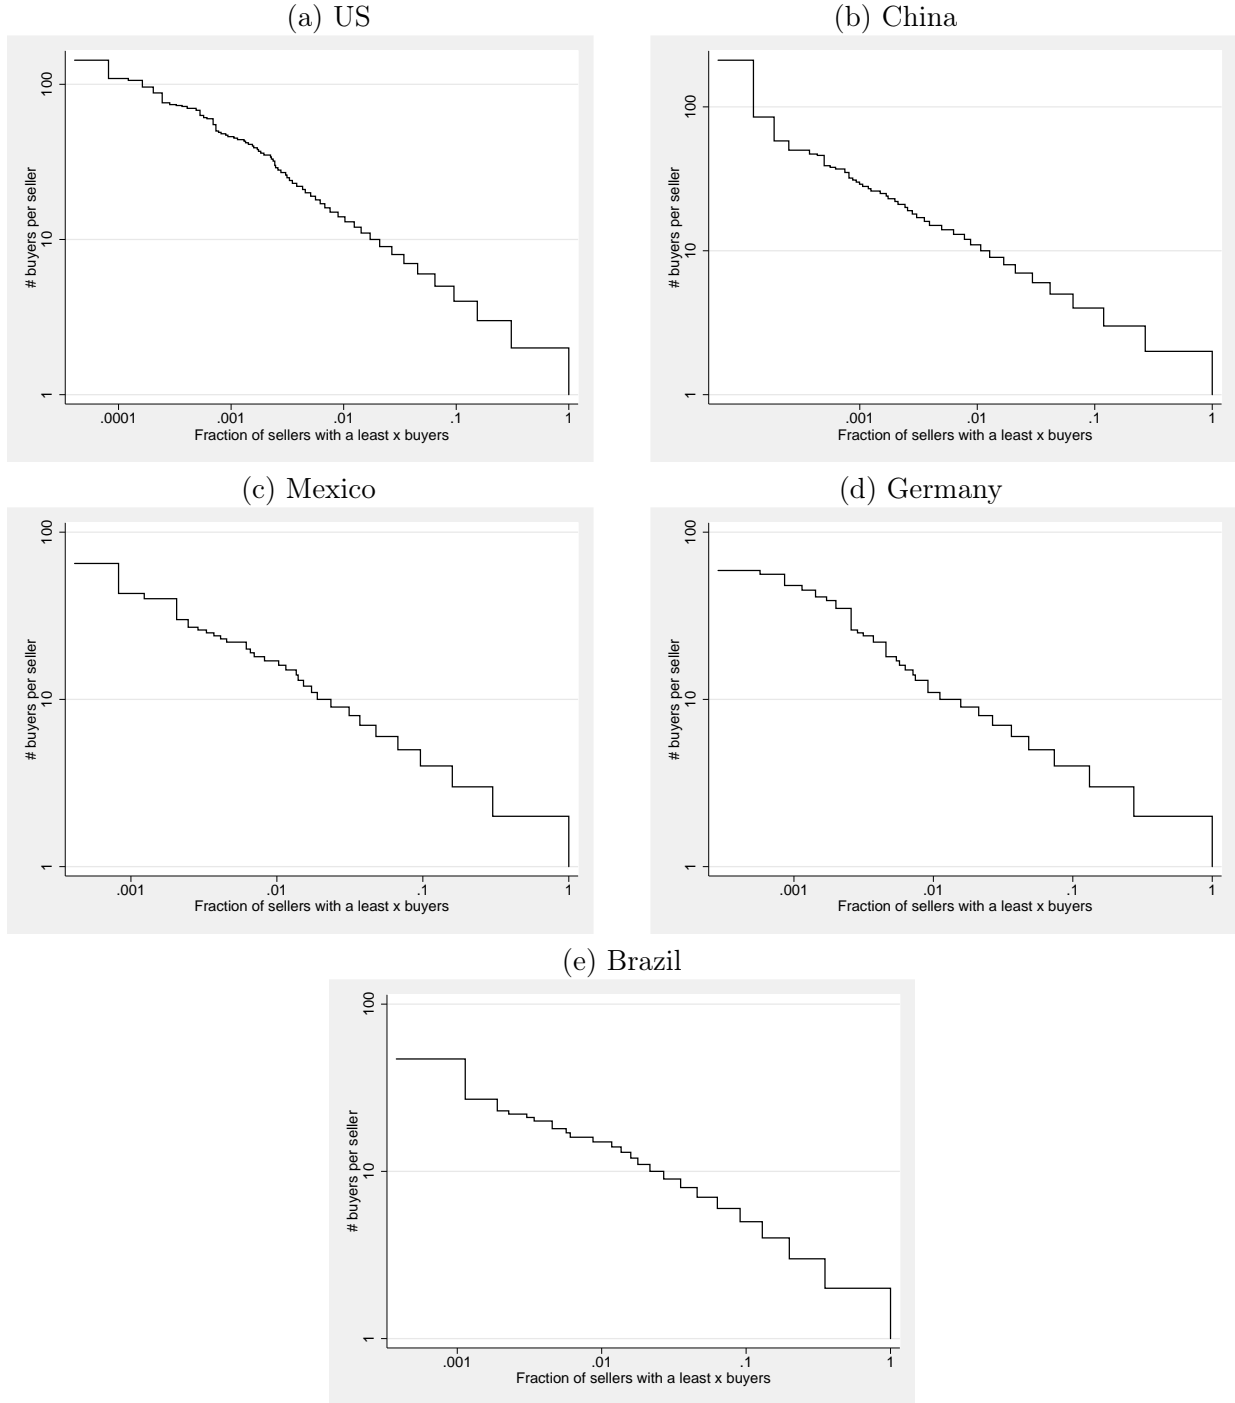 (a) US
100
10
1
# buyers per seller
.0001 .001 .01 .1 1
Fraction of sellers with a least x buyers
(b) China
100
10
1
# buyers per seller
.001 .01 .1 1
Fraction of sellers with a least x buyers
(c) Mexico
100
10
1
# buyers per seller
.001 .01 .1 1
Fraction of sellers with a least x buyers
(d) Germany
100
10
1
# buyers per seller
.001 .01 .1 1
Fraction of sellers with a least x buyers
(e) Brazil
100
10
1
# buyers per seller
.001 .01 .1 1
Fraction of sellers with a least x buyers